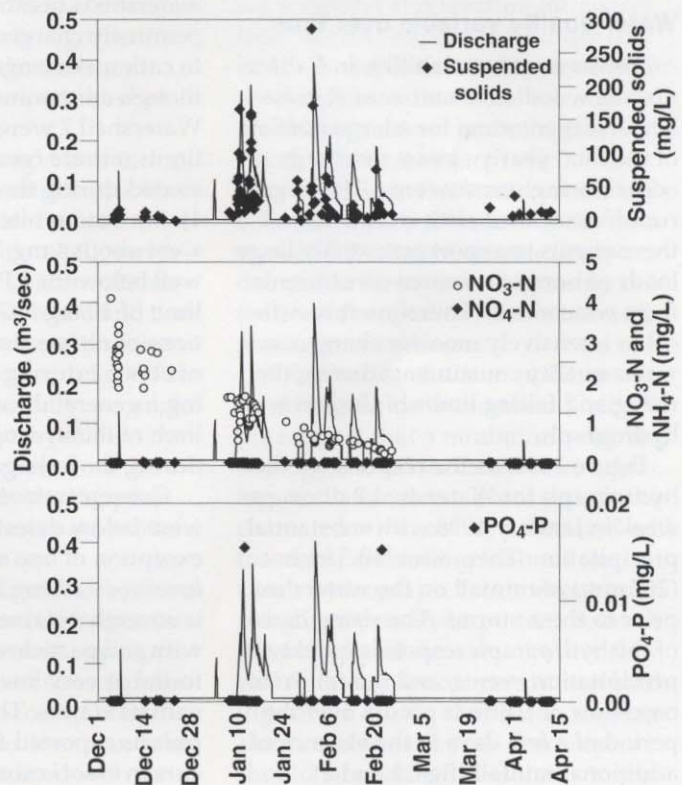 0.5
0.4
0.3
0.2
0.1
0.0
— Discharge
◆ Suspended
solids
300
250
200
150
100
50
0
Suspended solids
(mg/L)
Discharge (m³/sec)
0.5
0.4
0.3
0.2
0.1
0.0
○ NO₃-N
◆ NH₄-N
5
4
3
2
1
0
NO₃-N and
NH₄-N (mg/L)
0.5
0.4
0.3
0.2
0.1
0.0
◆PO₄-P
0.02
0.01
0.00
PO₄-P (mg/L)
Dec 1
Dec 14
Dec 28
Jan 10
Jan 24
Feb 6
Feb 20
Mar 5
Mar 19
Apr 1
Apr 15